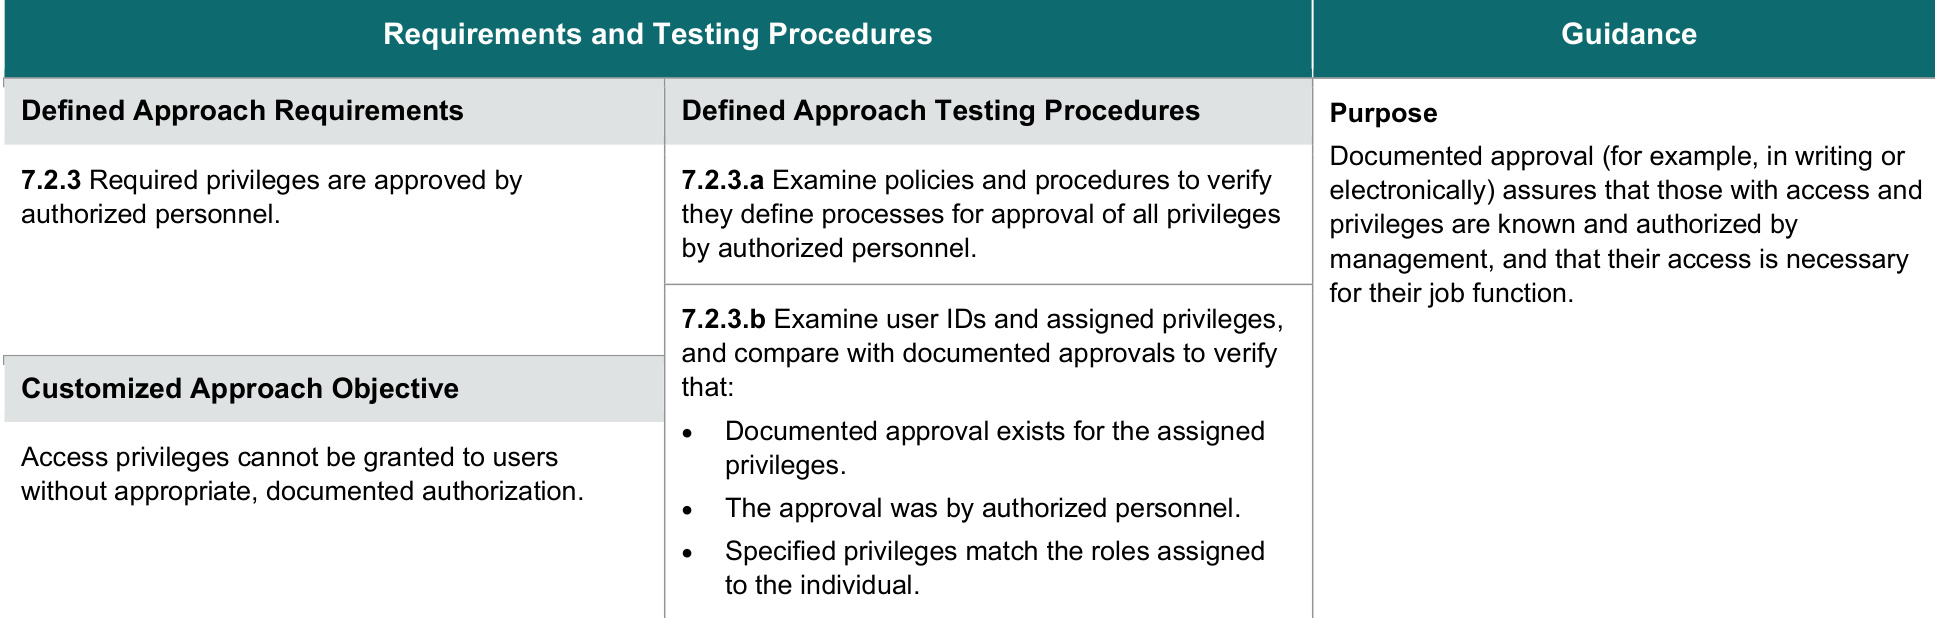 Requirements and Testing Procedures
Guidance
Defined Approach Requirements
7.2.3 Required privileges are approved by
authorized personnel.
Customized Approach Objective
Access privileges cannot be granted to users
without appropriate, documented authorization.
Defined Approach Testing Procedures
7.2.3.a Examine policies and procedures to verify
they define processes for approval of all privileges
by authorized personnel.
7.2.3.b Examine user IDs and assigned privileges,
and compare with documented approvals to verify
that:
• Documented approval exists for the assigned
privileges.
• The approval was by authorized personnel.
• Specified privileges match the roles assigned
to the individual.
Purpose
Documented approval (for example, in writing or
electronically) assures that those with access and
privileges are known and authorized by
management, and that their access is necessary
for their job function.